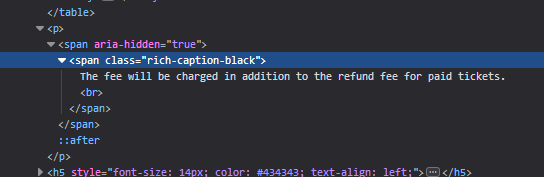 </table>
<p>
<span aria-hidden="true">
<span class="rich-caption-black">
The fee will be charged in addition to the refund fee for paid tickets.
<br>
</span>
</span>
::after
</p>
<h5 style="font-size: 14px; color: #434343; text-align: left;">⋯</h5>